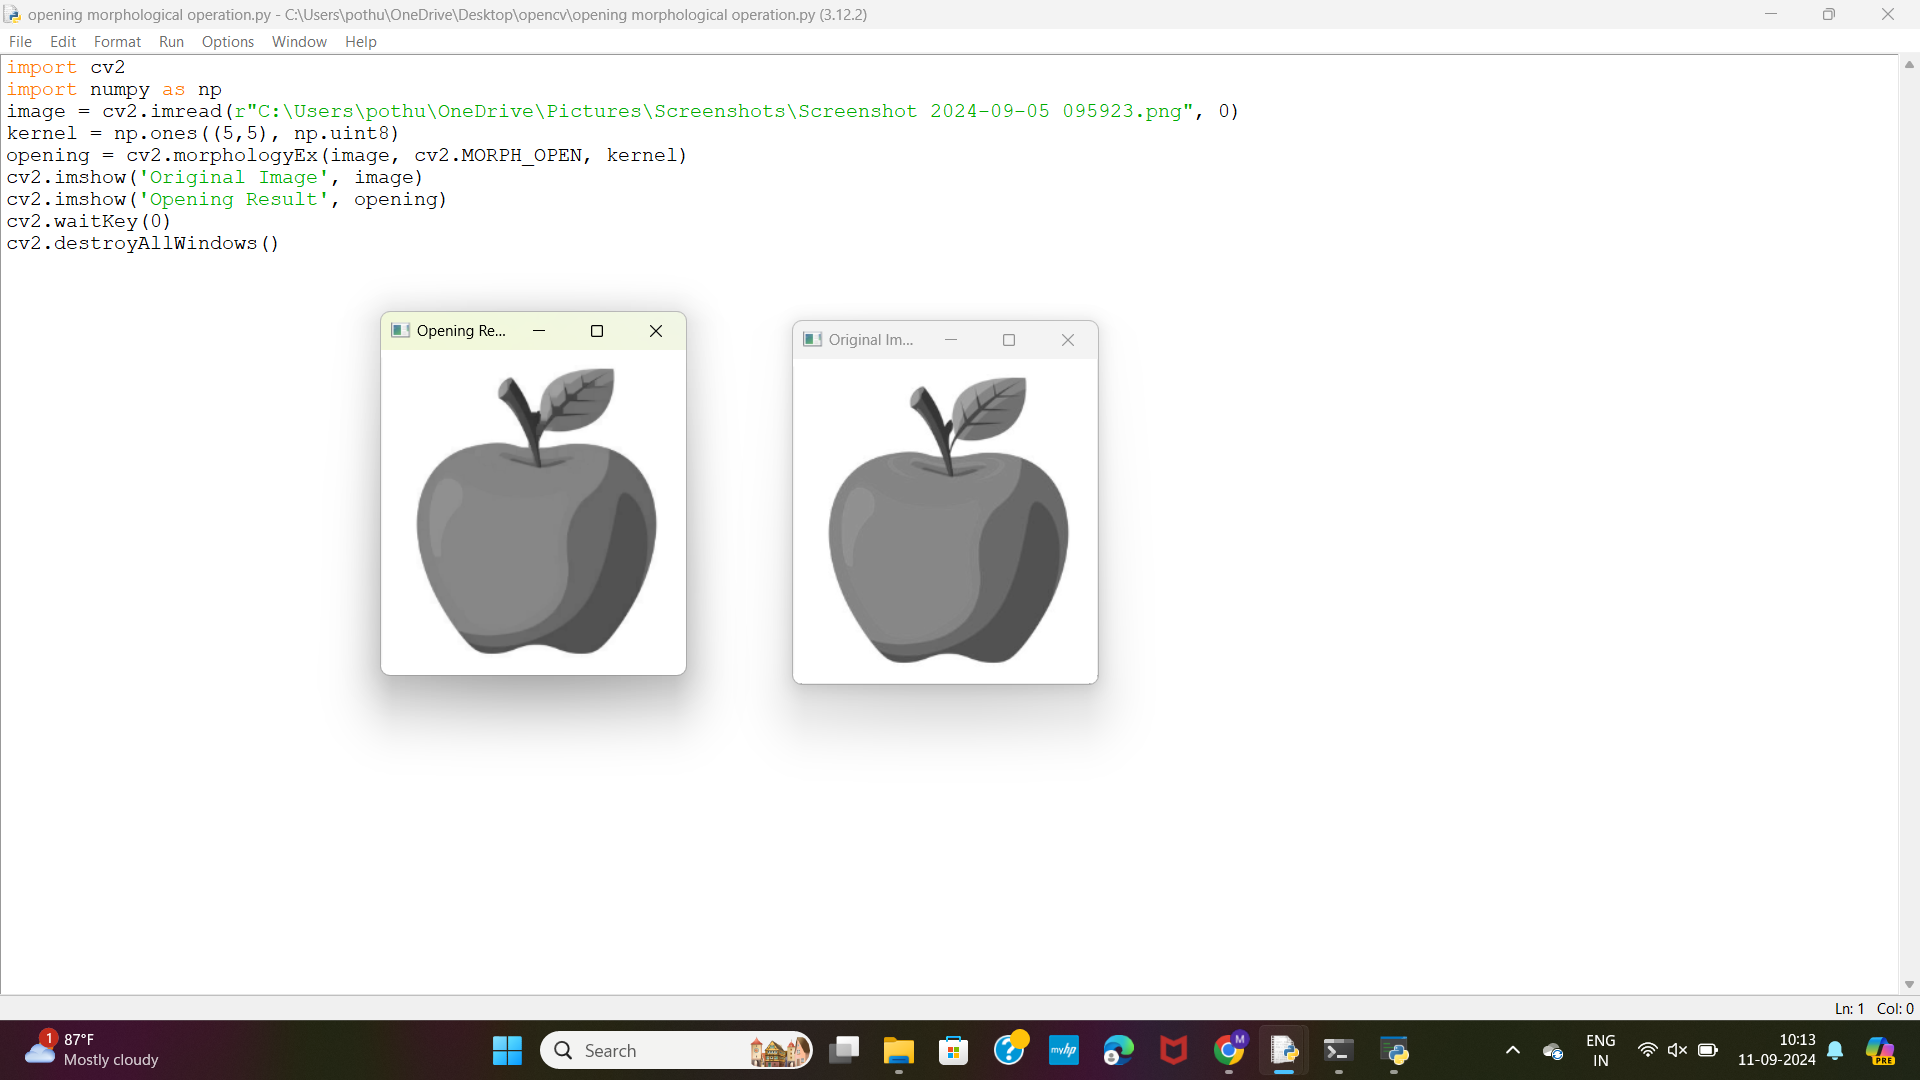 opening morphological operation.py - C:\Users\pothu\OneDrive\Desktop\opencv\opening morphological operation.py (3.12.2)
File Edit Format Run Options Window Help
import cv2
import numpy as np
image = cv2.imread(r"C:\Users\pothu\OneDrive\Pictures\Screenshots\Screenshot 2024-09-05 095923.png", 0)
kernel = np.ones((5,5), np.uint8)
opening = cv2.morphologyEx(image, cv2.MORPH_OPEN, kernel)
cv2.imshow('Original Image', image)
cv2.imshow('Opening Result', opening)
cv2.waitKey(0)
cv2.destroyAllWindows()
Opening Re...
Original Im...
Ln: 1 Col: 0
1
87°F
Mostly cloudy
Search
myhp
M
ENG
IN
10:13
11-09-2024
PRE